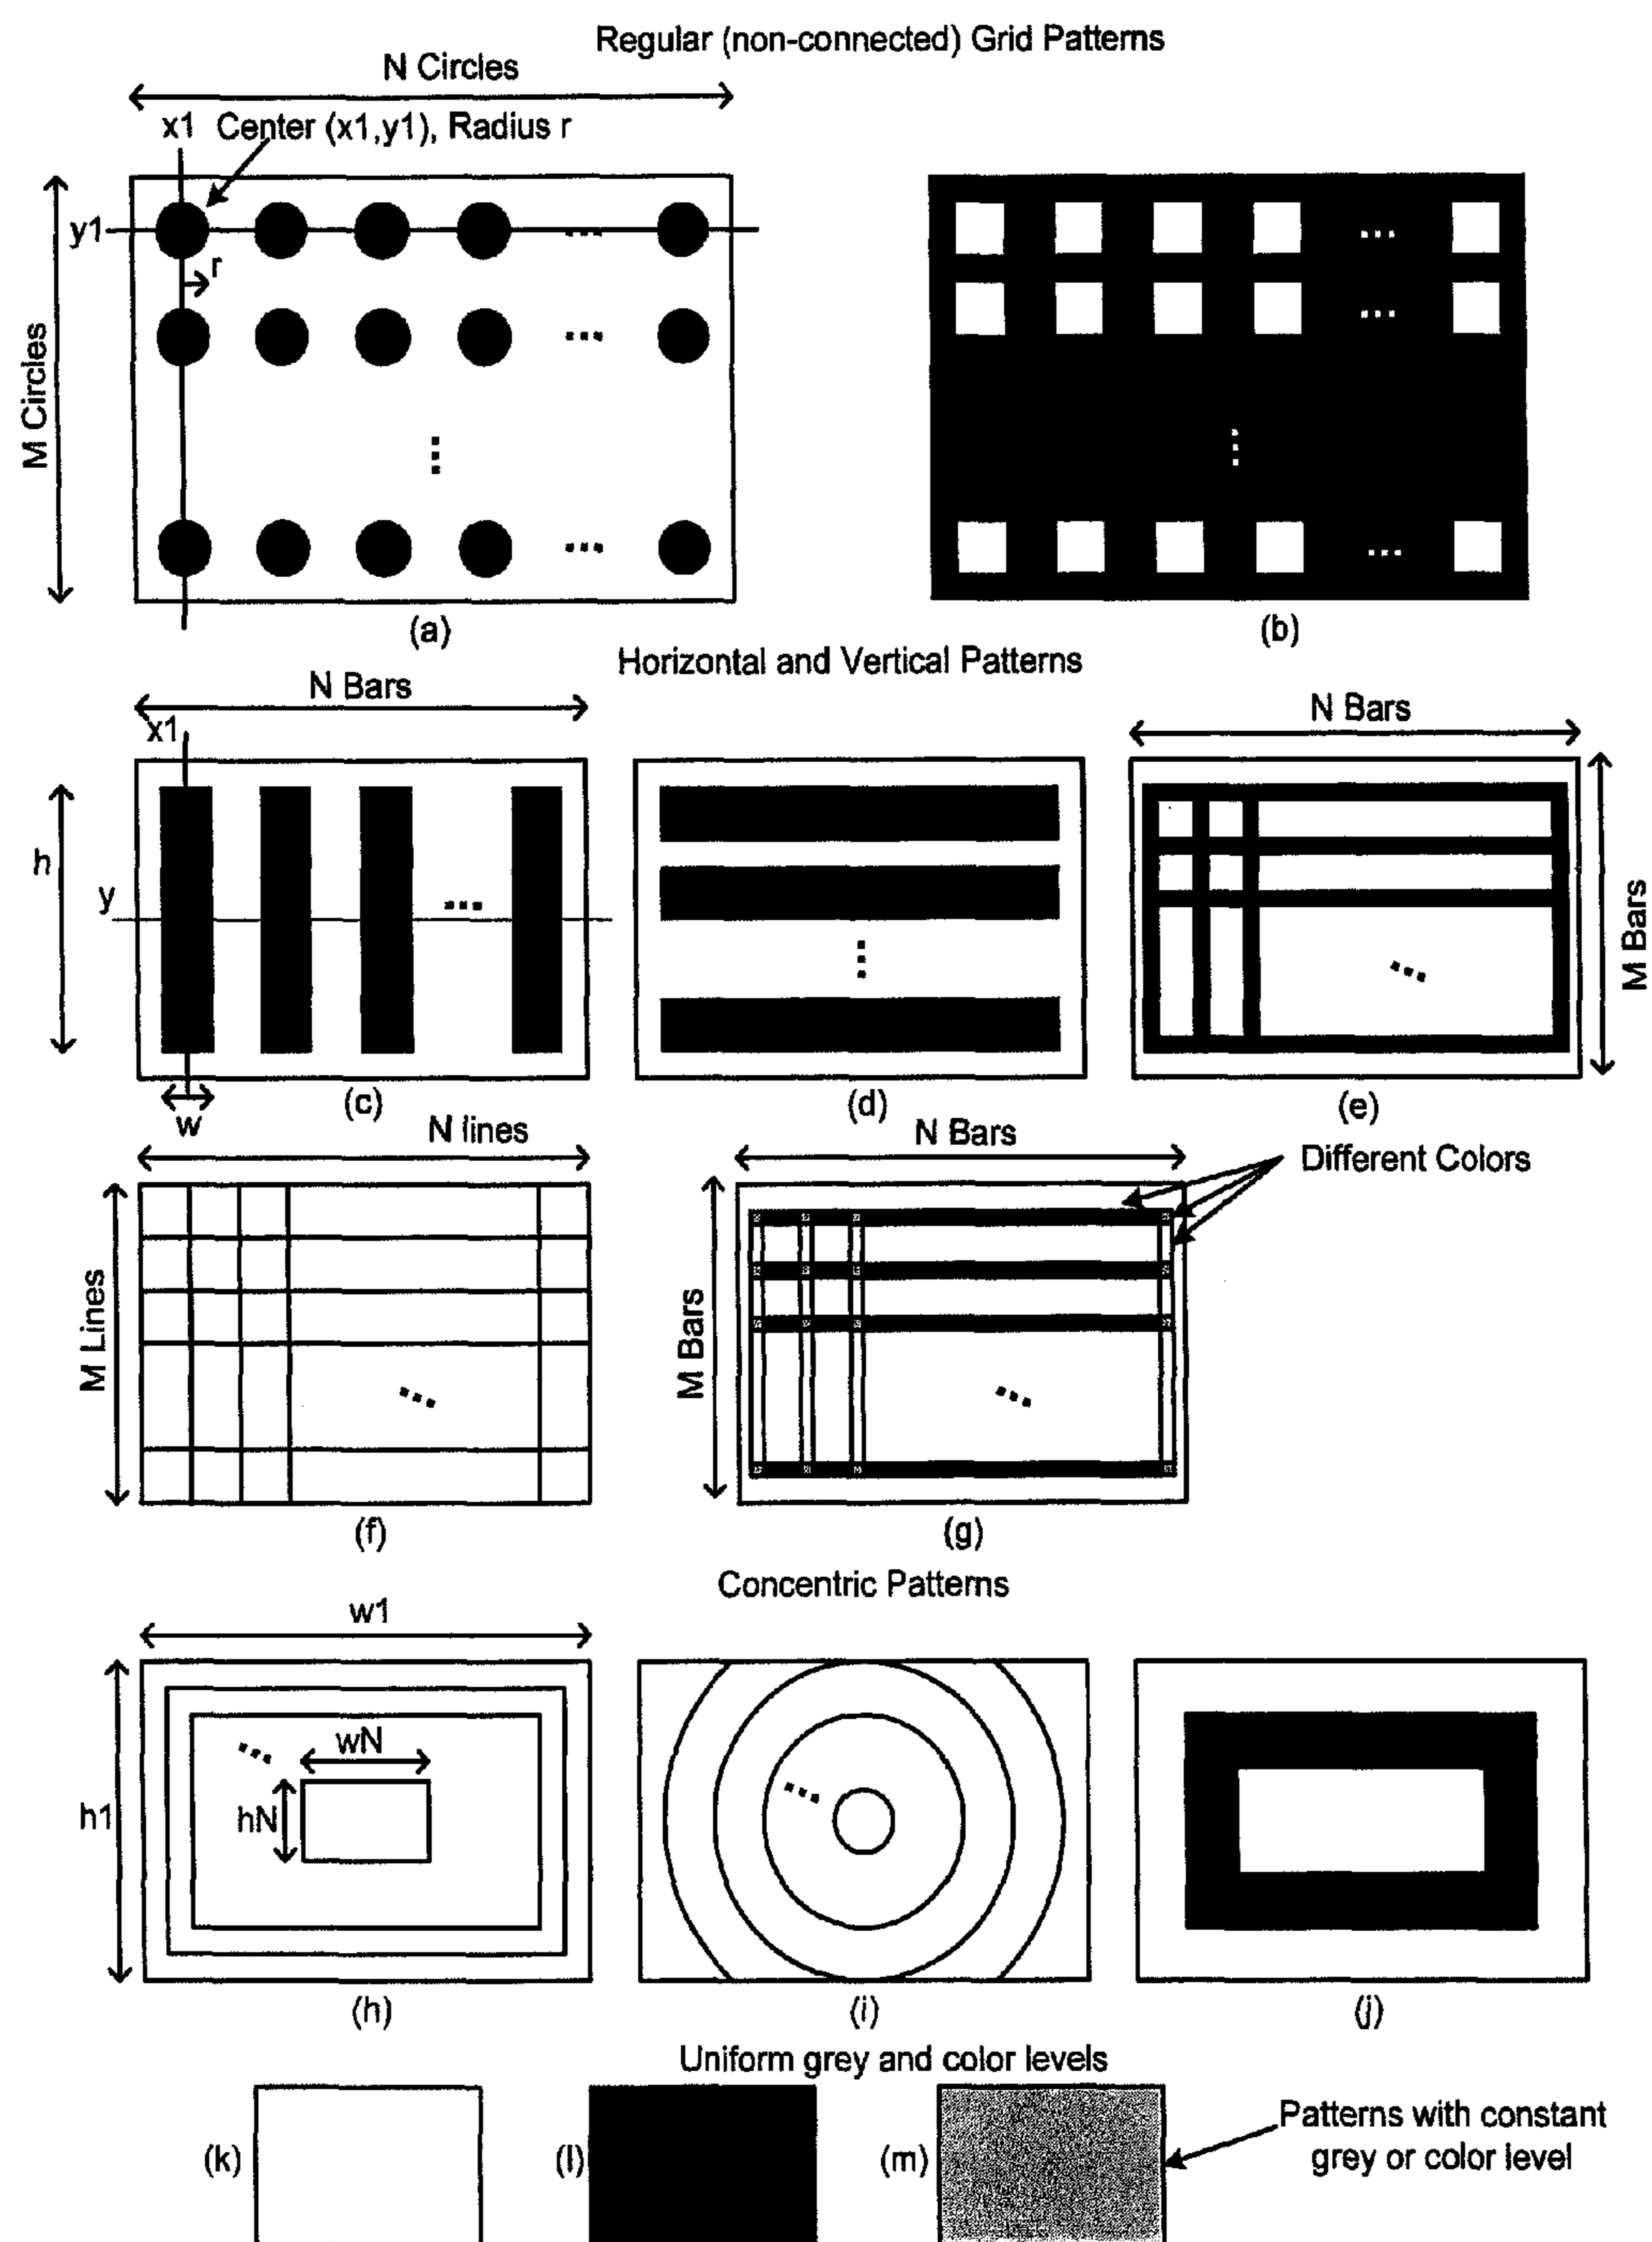 Regular (non-connected) Grid Patterns
N Circles
x1 Center (x1,y1), Radius r
M Circles
y1
r
...
...
...
...
...
...
...
...
(a)
(b)
Horizontal and Vertical Patterns
N Bars
x1
h
y
...
w
(c)
...
(d)
N Bars
M Bars
...
(e)
N lines
M Lines
...
(f)
N Bars
M Bars
Different Colors
...
(g)
Concentric Patterns
w1
h1
...
wN
hN
(h)
...
(i)
(j)
Uniform grey and color levels
(k)
(l)
(m)
Patterns with constant
grey or color level